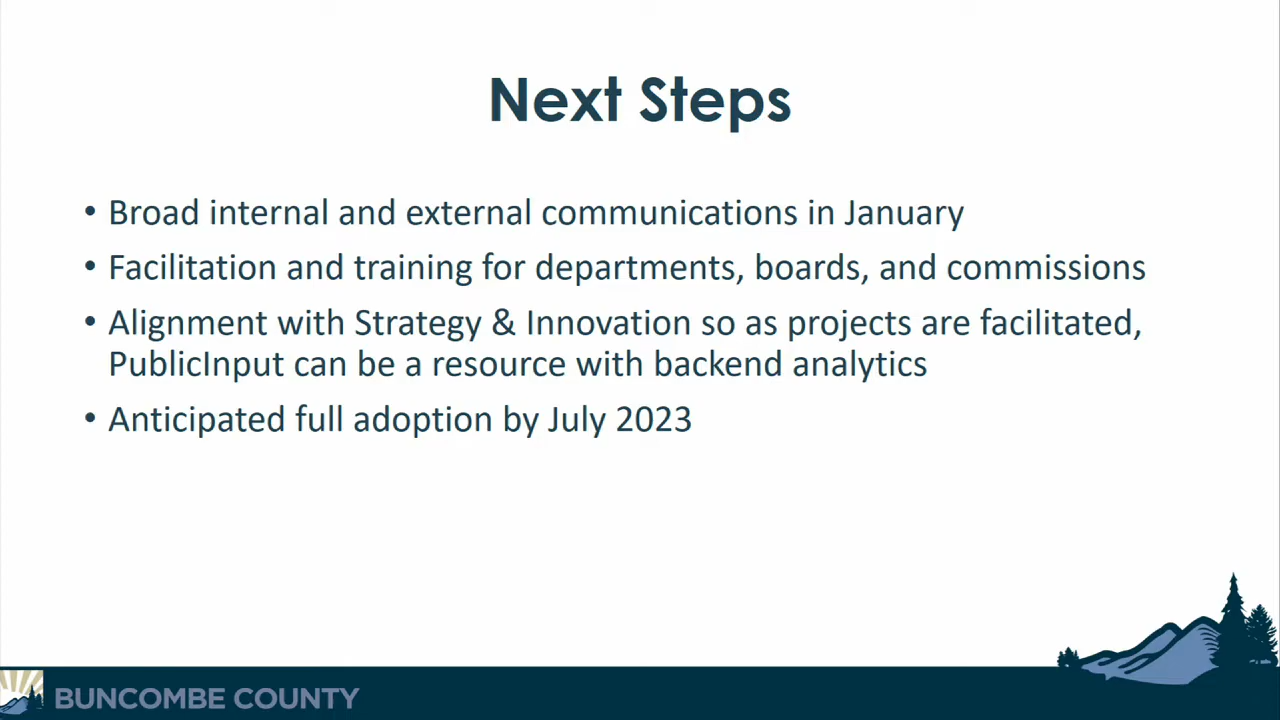 Next Steps
• Broad internal and external communications in January
• Facilitation and training for departments, boards, and commissions
• Alignment with Strategy & Innovation so as projects are facilitated,
PublicInput can be a resource with backend analytics
• Anticipated full adoption by July 2023
BUNCOMBE COUNTY